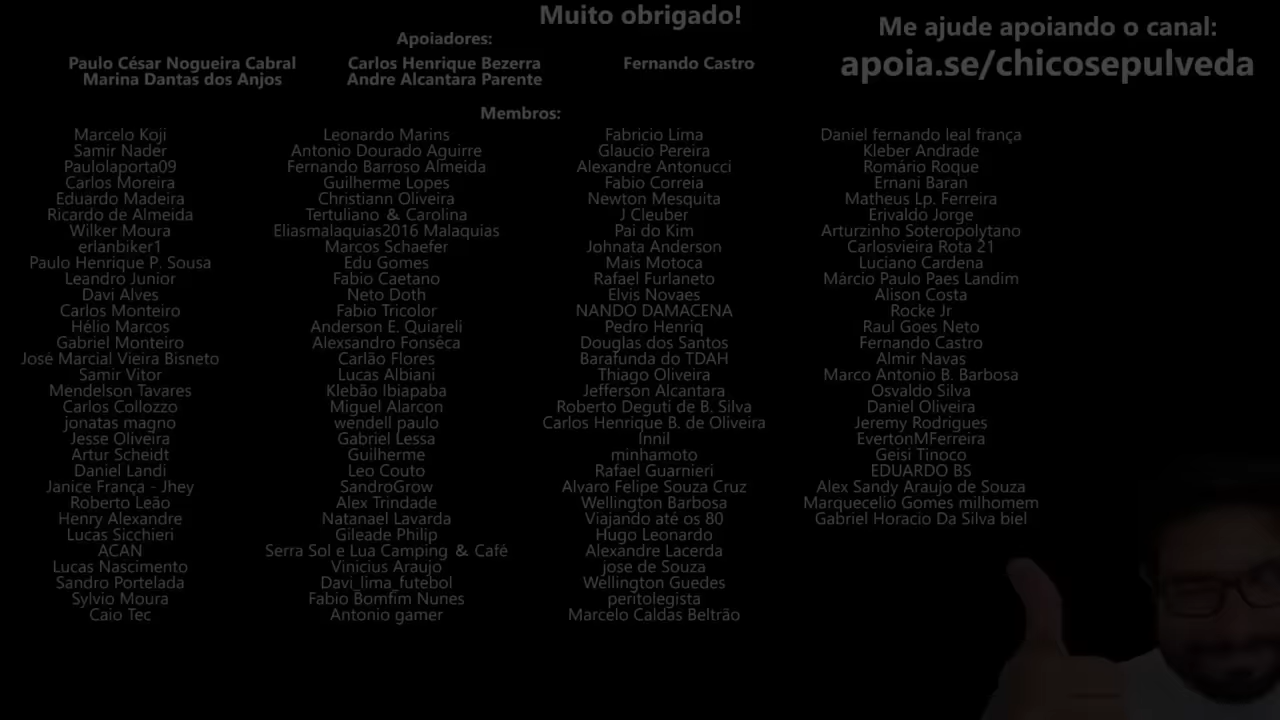 Muito obrigado!
Me ajude apoiando o canal:
apoia.se/chicosepulveda
Apoiadores:
Paulo César Nogueira Cabral
Marina Dantas dos Anjos
Carlos Henrique Bezerra
Andre Alcantara Parente
Fernando Castro
Membros:
Marcelo Koji
Samir Nader
Paulolaporta09
Carlos Moreira
Eduardo Madeira
Ricardo de Almeida
Wilker Moura
erlanbiker1
Paulo Henrique P. Sousa
Leandro Junior
Davi Alves
Carlos Monteiro
Hélio Marcos
Gabriel Monteiro
José Marcial Vieira Bisneto
Samir Vitor
Mendelson Tavares
Carlos Collozzo
jonatas magno
Jesse Oliveira
Artur Scheidt
Daniel Landi
Janice França - Jhey
Roberto Leão
Henry Alexandre
Lucas Sicchieri
ACAN
Lucas Nascimento
Sandro Portelada
Sylvio Moura
Caio Tec
Leonardo Marins
Antonio Dourado Aguirre
Fernando Barroso Almeida
Guilherme Lopes
Christiann Oliveira
Tertuliano & Carolina
Eliasmalaquias2016 Malaquias
Marcos Schaefer
Edu Gomes
Fabio Caetano
Neto Doth
Fabio Tricolor
Anderson E. Quiareli
Alexsandro Fonsêca
Carlão Flores
Lucas Albiani
Klebão Ibiapaba
Miguel Alarcon
wendell paulo
Gabriel Lessa
Guilherme
Leo Couto
SandroGrow
Alex Trindade
Natanael Lavarda
Gileade Philip
Serra Sol e Lua Camping & Café
Vinicius Araujo
Davi_lima_futebol
Fabio Bomfim Nunes
Antonio gamer
Fabricio Lima
Glaucio Pereira
Alexandre Antonucci
Fabio Correia
Newton Mesquita
J Cleuber
Pai do Kim
Johnata Anderson
Mais Motoca
Rafael Furlaneto
Elvis Novaes
NANDO DAMACENA
Pedro Henriq
Douglas dos Santos
Barafunda do TDAH
Thiago Oliveira
Jefferson Alcantara
Roberto Deguti de B. Silva
Carlos Henrique B. de Oliveira
Innil
minhamoto
Rafael Guarnieri
Alvaro Felipe Souza Cruz
Wellington Barbosa
Viajando até os 80
Hugo Leonardo
Alexandre Lacerda
jose de Souza
Wellington Guedes
peritolegista
Marcelo Caldas Beltrão
Daniel fernando leal frança
Kleber Andrade
Romário Roque
Ernani Baran
Matheus Lp. Ferreira
Erivaldo Jorge
Arturzinho Soteropolytano
Carlosvieira Rota 21
Luciano Cardena
Márcio Paulo Paes Landim
Alison Costa
Rocke Jr
Raul Goes Neto
Fernando Castro
Almir Navas
Marco Antonio B. Barbosa
Osvaldo Silva
Daniel Oliveira
Jeremy Rodrigues
EvertonMFerreira
Geisi Tinoco
EDUARDO BS
Alex Sandy Araujo de Souza
Marquecelio Gomes milhomem
Gabriel Horacio Da Silva biel